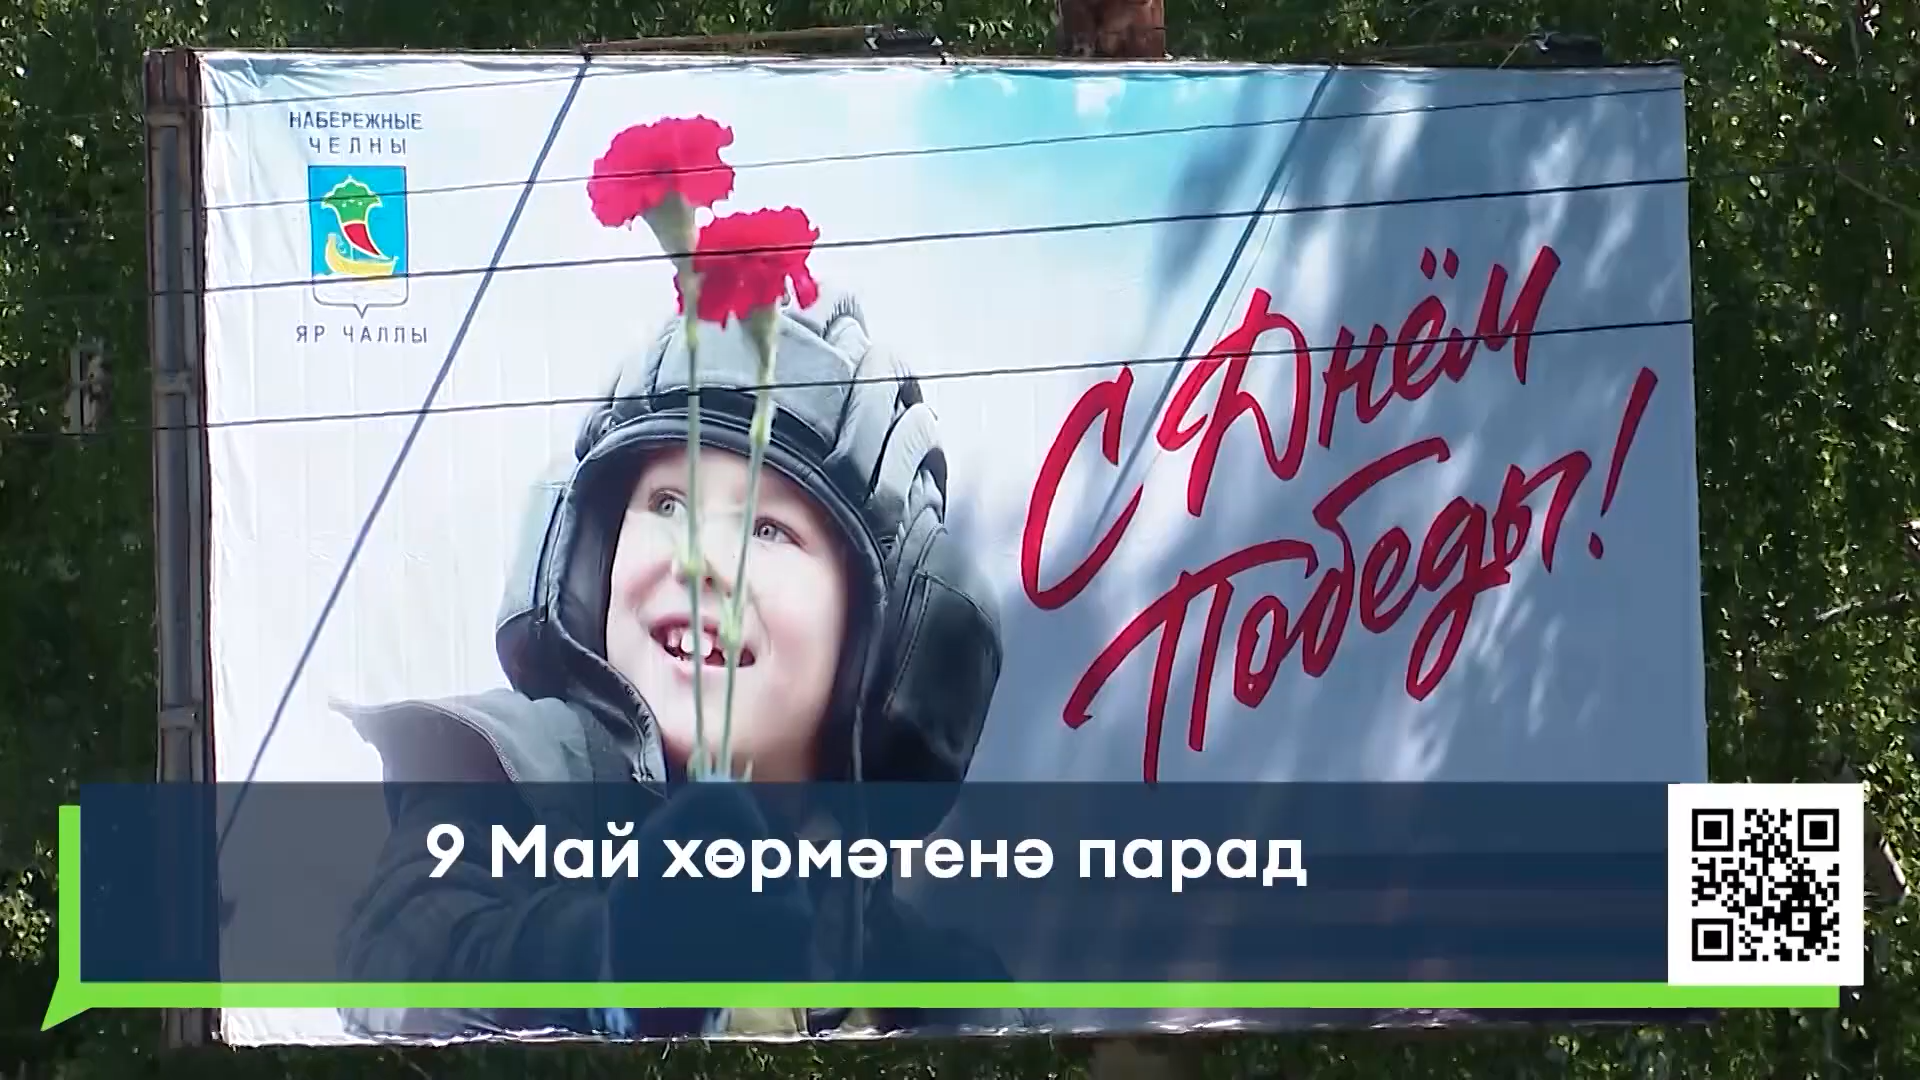 НАБЕРЕЖНЫЕ
ЧЕЛНЫ
ЯР ЧАЛЛЫ
С Днём
Победы!
9 Май хөрмәтенә парад